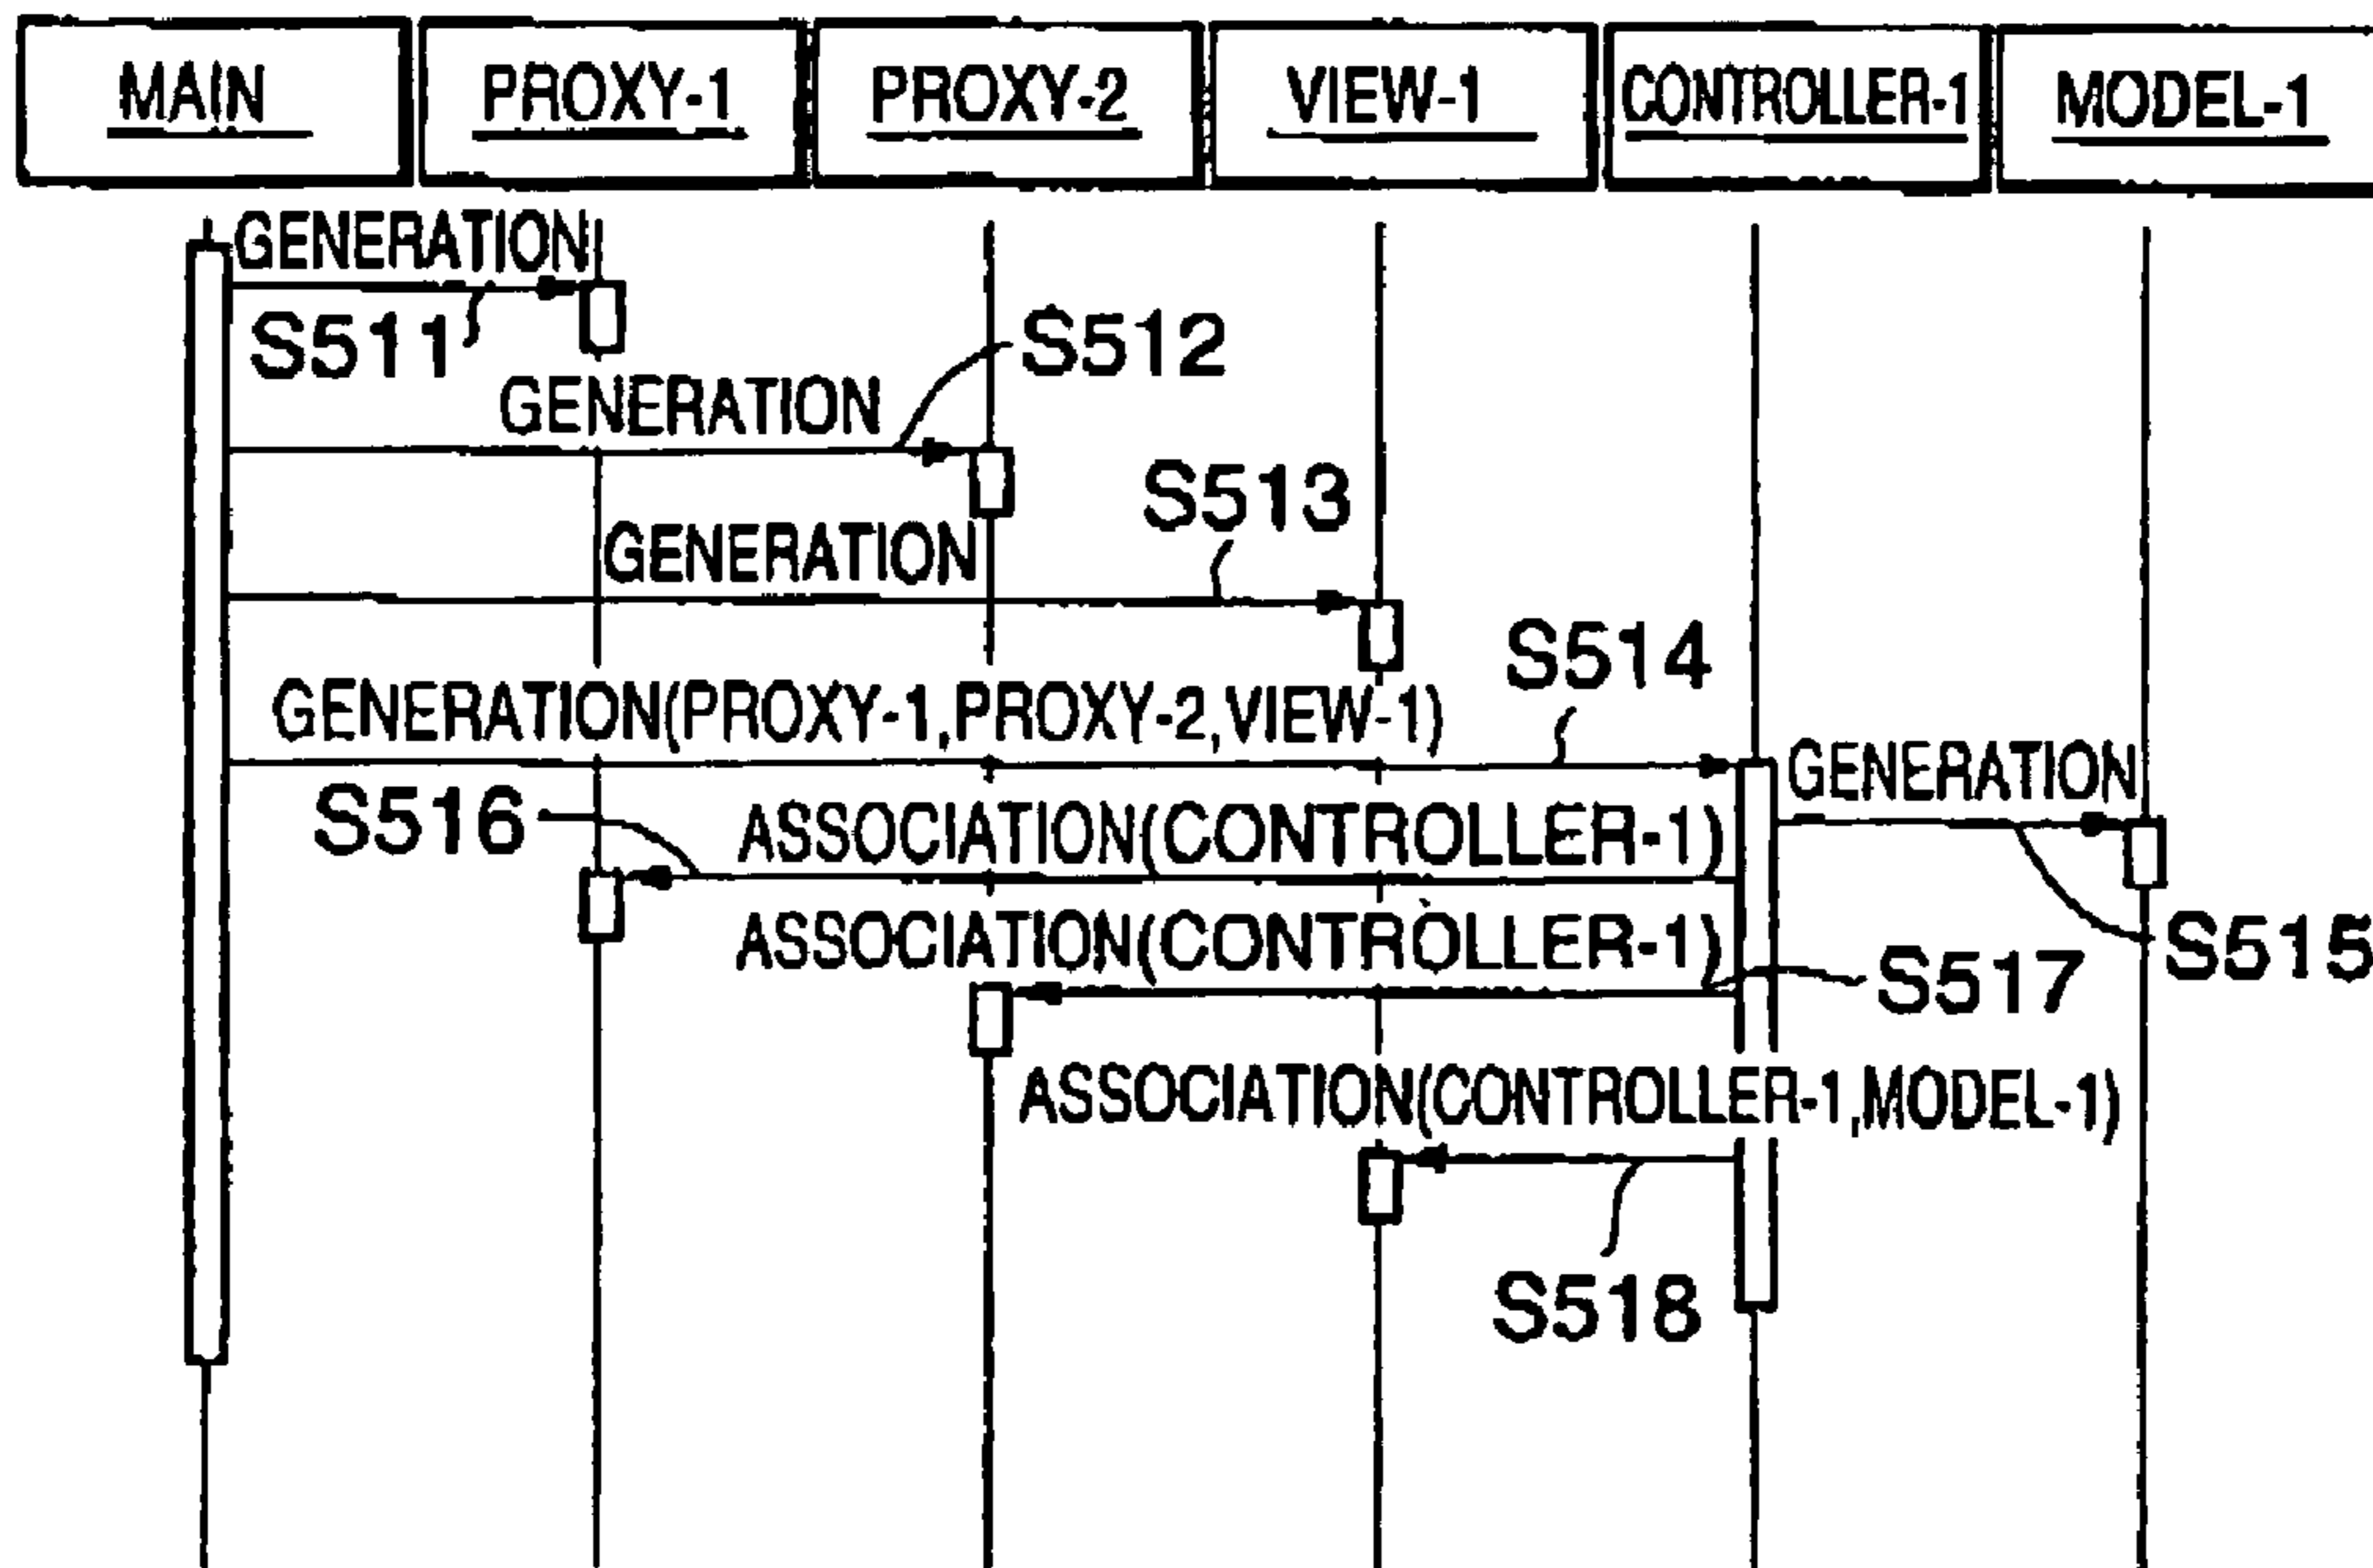 MAIN PROXY-1 PROXY-2 VIEW-1 CONTROLLER-1 MODEL-1
GENERATION
S511
S512
GENERATION
S513
GENERATION
S514
GENERATION(PROXY-1,PROXY-2,VIEW-1)
GENERATION
S516
ASSOCIATION(CONTROLLER-1)
S515
ASSOCIATION(CONTROLLER-1)
S517
ASSOCIATION(CONTROLLER-1,MODEL-1)
S518